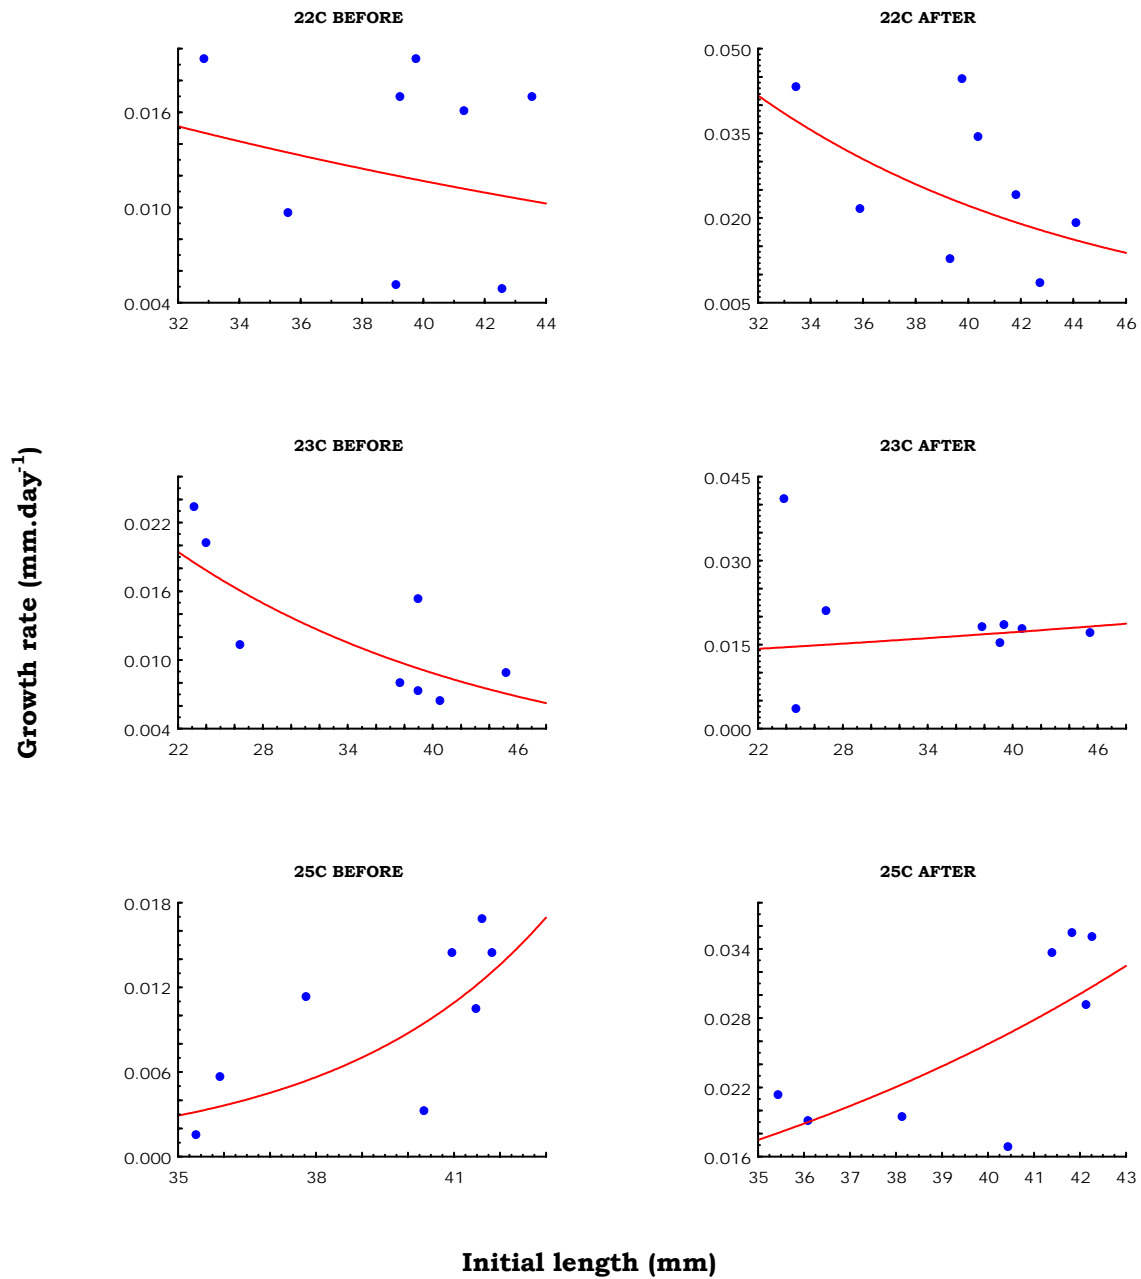 22C BEFORE
22C AFTER
0.016
0.010
0.004
32 34 36 38 40 42 44
0.050
0.035
0.020
0.005
32 34 36 38 40 42 44 46
23C BEFORE
23C AFTER
0.022
0.016
0.010
0.004
22 28 34 40 46
0.045
0.030
0.015
0.000
22 28 34 40 46
25C BEFORE
25C AFTER
0.018
0.012
0.006
0.000
35 38 41
0.034
0.028
0.022
0.016
35 36 37 38 39 40 41 42 43
Growth rate (mm.day-1)
Initial length (mm)